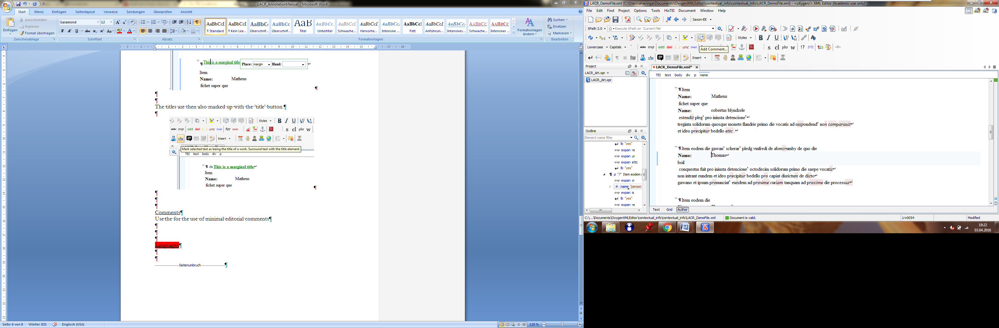 LACR_AnnotationManual - Microsoft Word
Start Menü Einfügen Seitenlayout Verweise Sendungen Überprüfen Ansicht
Einfügen
Ausschneiden
Kopieren
Format übertragen
Zwischenablage
Garamond 12
Schriftart
Absatz
¶ Standard ¶ Kein Lee... Überschrif... Überschrif... Titel Untertitel Schwache... Hervorhe... Intensive ... Fett Anführun... Intensives... Schwache... Intensiver ...
Formatvorlagen ändern
Formatvorlagen
Suchen
Ersetzen
Markieren
Bearbeiten
¶ This is a marginal title Place: margin Hand:
Item
Name: Matheus
fichet super que
The titles are then also marked up with the ‘title’ button.¶
Styles B I U
abbr exp add del [...] unc [sup] for note s cl phr w
Insert
Mark selected text as being the title of a work. Surround text with the title element.
TEI text body div p
¶ This is a marginal title
Item
Name: Matheus
fichet super que
Comments¶
Use the for the use of minimal editorial comments¶
Languages¶
Seitenumbruch
Seite: 6 von 8 Wörter: 831 Englisch (USA) 120 %
LACR_DemoFile.xml [C:\Users\ahavinga\Documents\OxygenXMLEditor\contextual_info\contextual_info\LACR_DemoFile.xml] - <oXygen/> XML Editor (Academic use only)
File Edit Find Project Options Tools HisTEI Document Window Help
Saxon-EE
XPath 2.0 Execute XPath on 'Current File'
Styles B I U
Lowercase Capitals abbr exp add del [...] unc [sup] s cl phr w !? [!?] 123
Add Comment...
Insert
Project
LACR_AH.xpr
LACR_AH.xpr
Outline
Element name filter
lb "yes"
exp expan re
exp expan ur
exp expan ettc
lb "yes"
¶ p "7" Item eodem
exp expan cr
name "person"
exp expan is
lb "yes"
exp expan re
LACR_DemoFile.xml*
TEI text body div p name
¶ Item
Name: Matheus
fichet super que
Name: robertus blyndzele
extendit pleg’ pro iniusta detencione’
treginta solidorum quosque monete flandrie primo die vocatis ad respondend’ non comparauit
et ideo precipitur bedello ettc .
¶ Item eodem die gawan’ scherar’ pledg vmfredi de abercrumby de quo die
Name: Thomas
boil
conquestus fuit pro iniusta detencione’ octodecim solidorum primo die saepe vocatis
non intrant eundem et ideo precipitur bedello pro capiat disrictum de dicto
gawano et ipsum pronunciat’ eundem ad proxime curiam tanquam ad proxime die processus
¶ Item eodem die
Text Grid Author
C:\...\Documents\OxygenXMLEditor\contextual_info\contextual_info\LACR_DemoFile.xml Document is valid. U+0054 Modified
19:22
03.04.2016